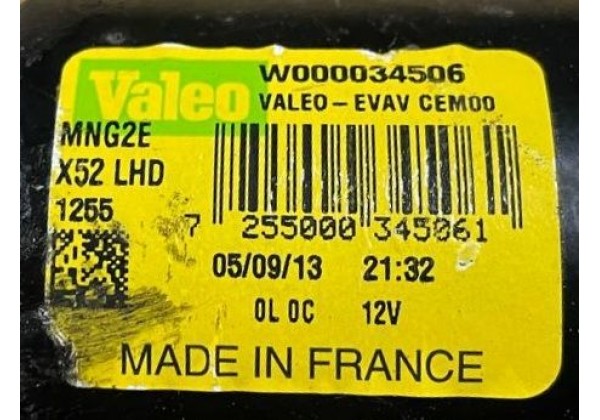 Valeo
W000034506
VALEO-EVAV CEM00
MNG2E
X52 LHD
1255
7 255000 345061
05/09/13 21:32
0L 0C 12V
MADE IN FRANCE